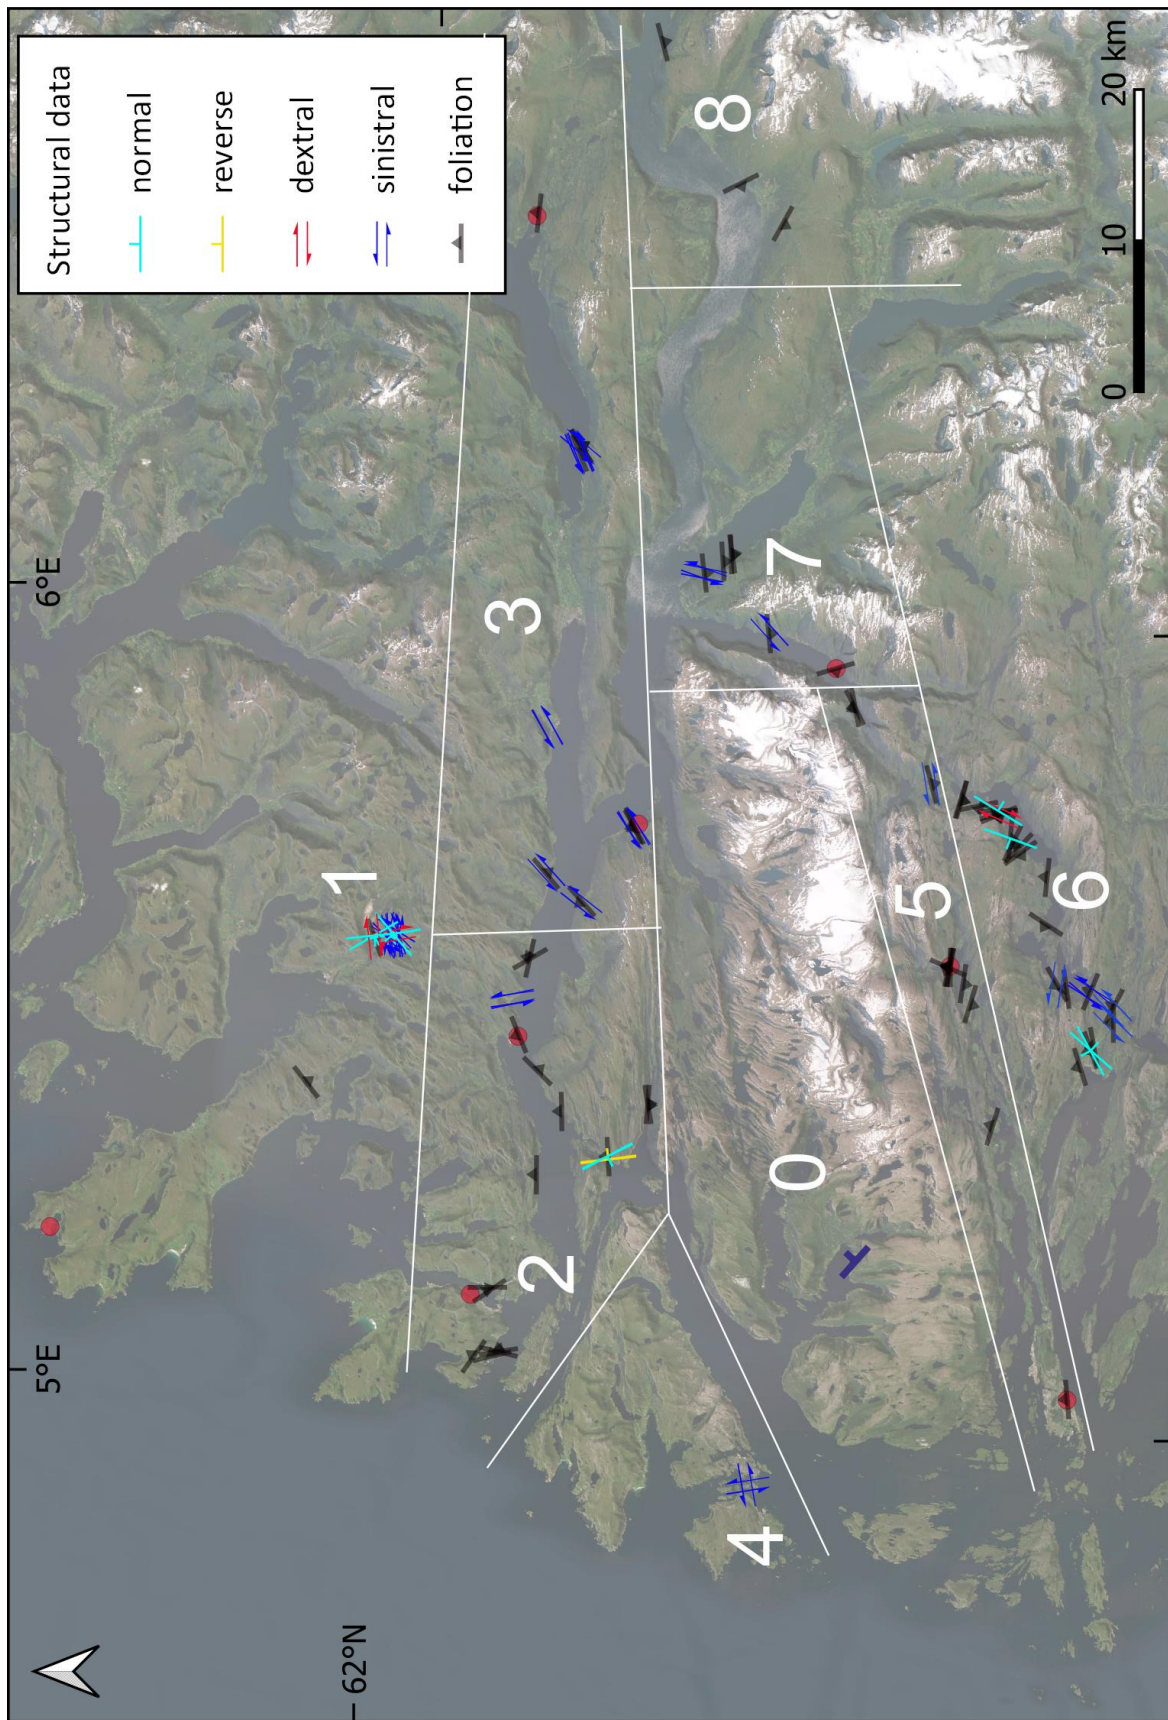 62°N
5°E
6°E
Structural data
normal
reverse
dextral
sinistral
foliation
1
2
3
4
0
5
6
7
8
0 10 20 km